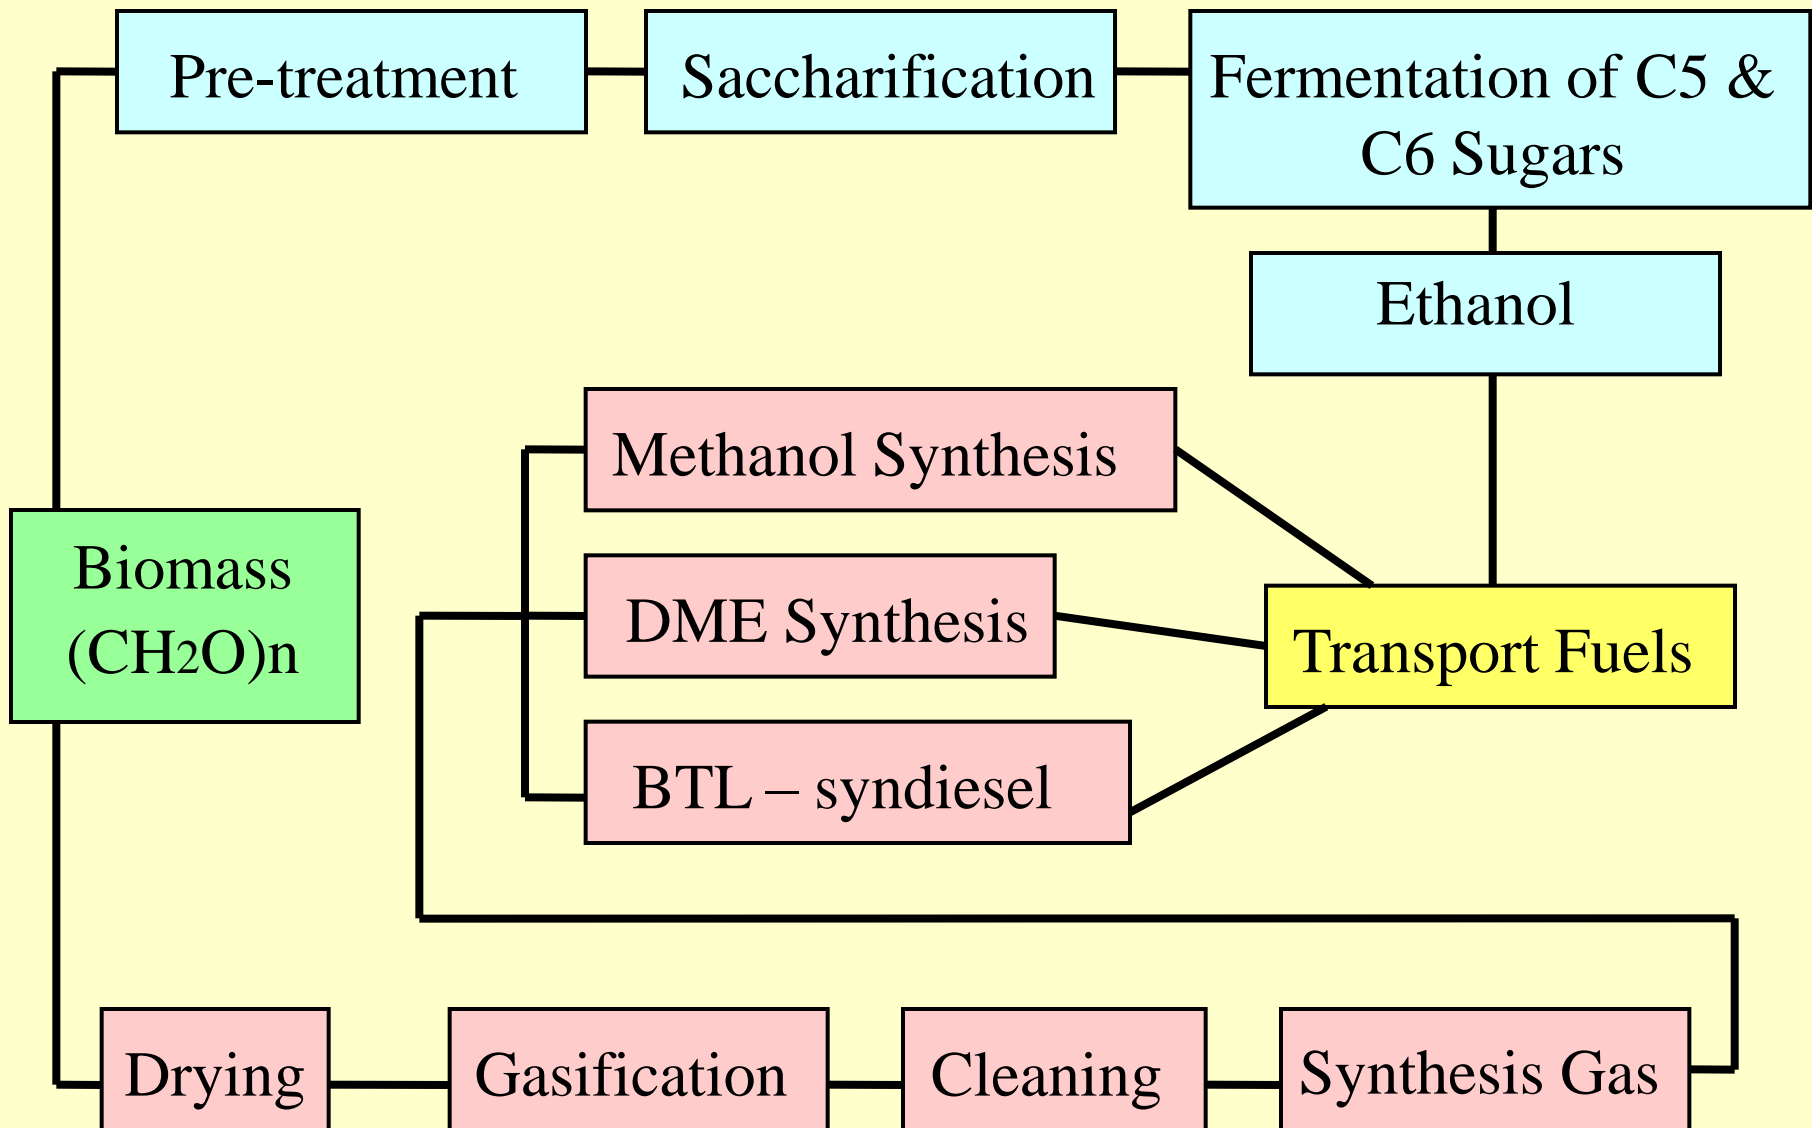 Pre-treatment
Saccharification
Fermentation of C5 &
C6 Sugars
Ethanol
Methanol Synthesis
Biomass
(CH2O)n
DME Synthesis
Transport Fuels
BTL – syndiesel
Drying
Gasification
Cleaning
Synthesis Gas